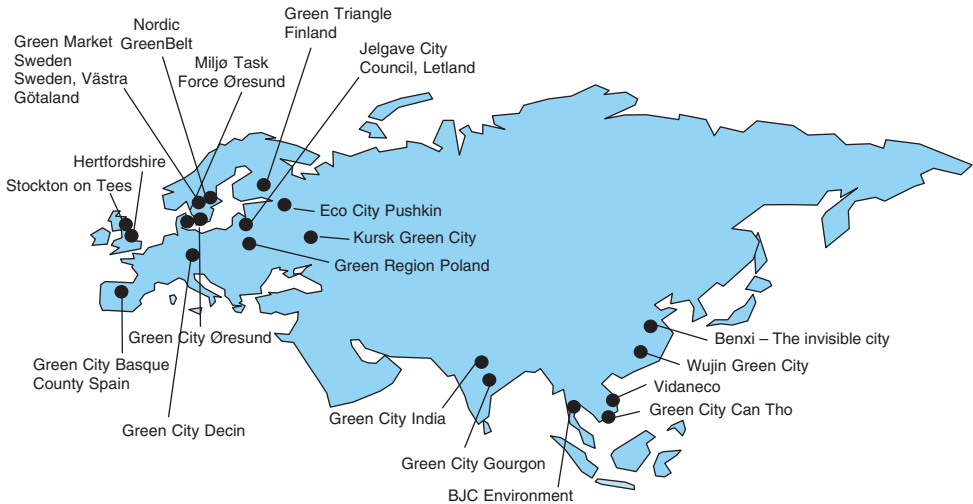 Green Market
Sweden
Sweden, Västra
Götaland
Nordic
GreenBelt
Miljø Task
Force Øresund
Green Triangle
Finland
Jelgave City
Council, Letland
Hertfordshire
Stockton on Tees
Eco City Pushkin
Kursk Green City
Green Region Poland
Green City Øresund
Green City Basque
County Spain
Green City Decin
Benxi – The invisible city
Wujin Green City
Vidaneco
Green City Can Tho
Green City India
Green City Gourgon
BJC Environment